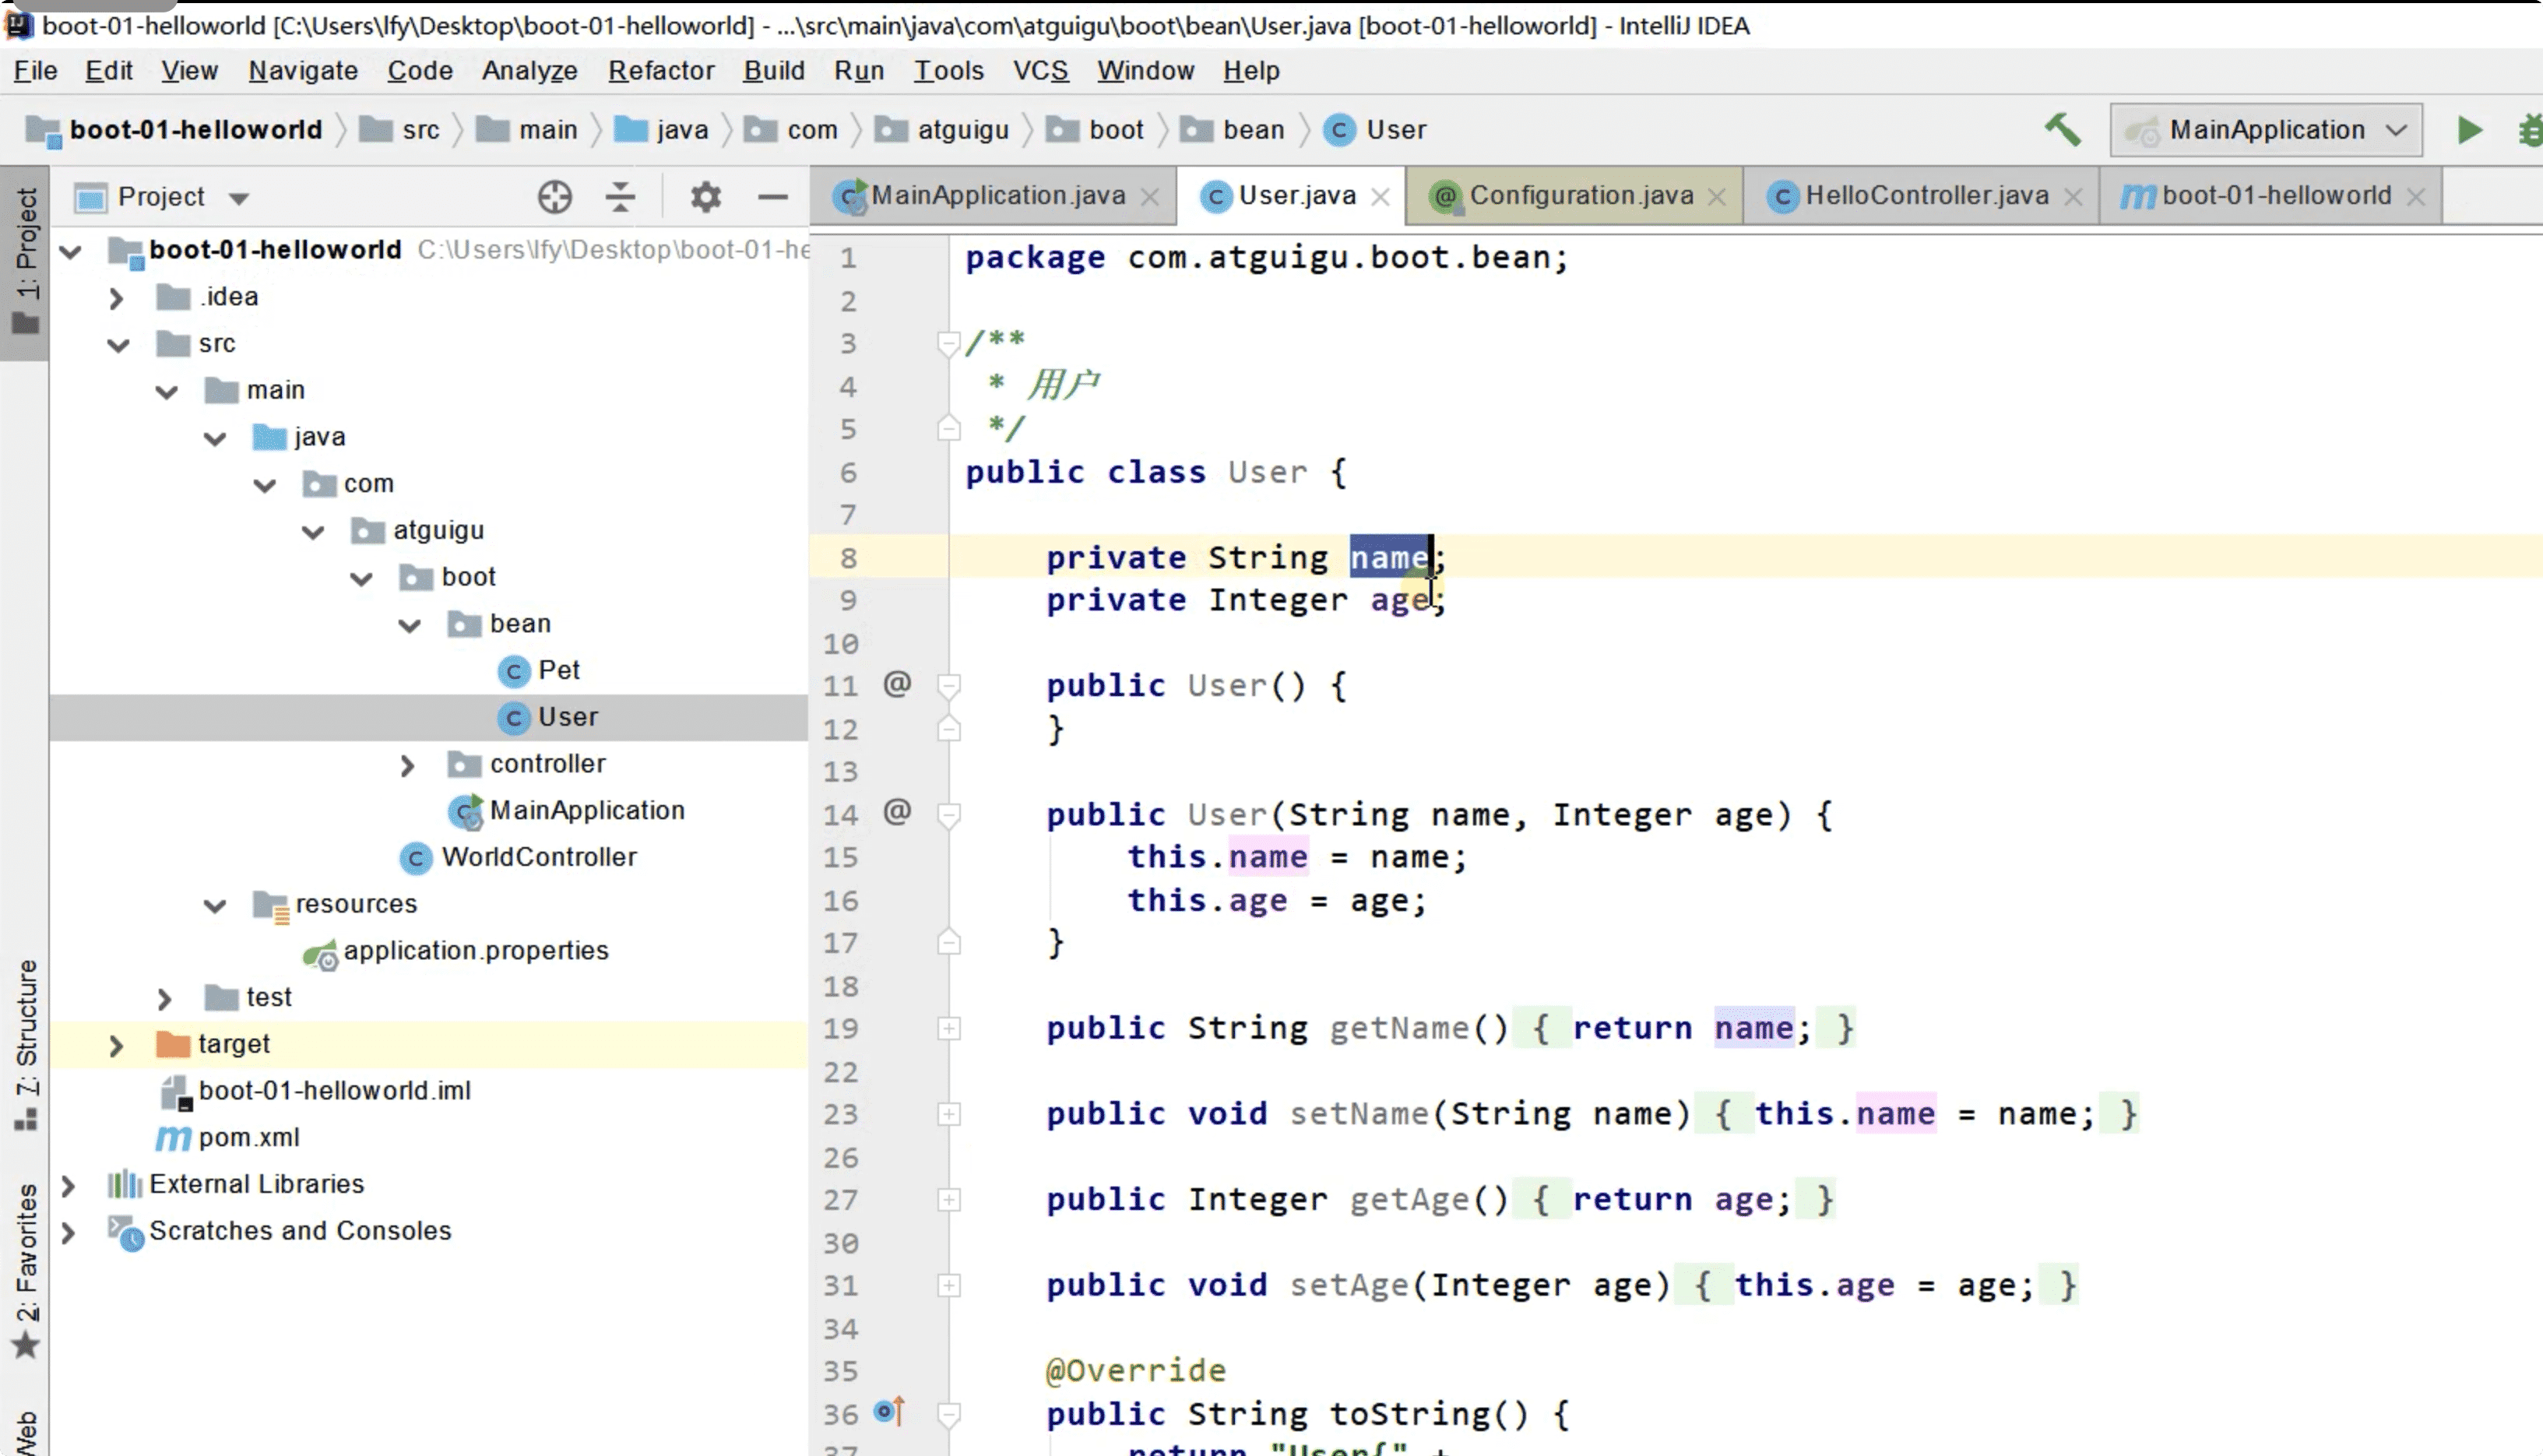 boot-01-helloworld [C:\Users\lfy\Desktop\boot-01-helloworld] - ...\src\main\java\com\atguigu\boot\bean\User.java [boot-01-helloworld] - IntelliJ IDEA
File Edit View Navigate Code Analyze Refactor Build Run Tools VCS Window Help
boot-01-helloworld src main java com atguigu boot bean User MainApplication
Project
MainApplication.java User.java Configuration.java HelloController.java boot-01-helloworld
1: Project
7: Structure
2: Favorites
Web
boot-01-helloworld C:\Users\lfy\Desktop\boot-01-he
.idea
src
main
java
com
atguigu
boot
bean
Pet
User
controller
MainApplication
WorldController
resources
application.properties
test
target
boot-01-helloworld.iml
pom.xml
External Libraries
Scratches and Consoles
1 package com.atguigu.boot.bean;
2
3 /**
4 * 用户
5 */
6 public class User {
7
8 private String name;
9 private Integer age;
10
11 @ public User() {
12 }
13
14 @ public User(String name, Integer age) {
15 this.name = name;
16 this.age = age;
17 }
18
19 public String getName() { return name; }
22
23 public void setName(String name) { this.name = name; }
26
27 public Integer getAge() { return age; }
30
31 public void setAge(Integer age) { this.age = age; }
34
35 @Override
36 public String toString() {
37 return "User{" +